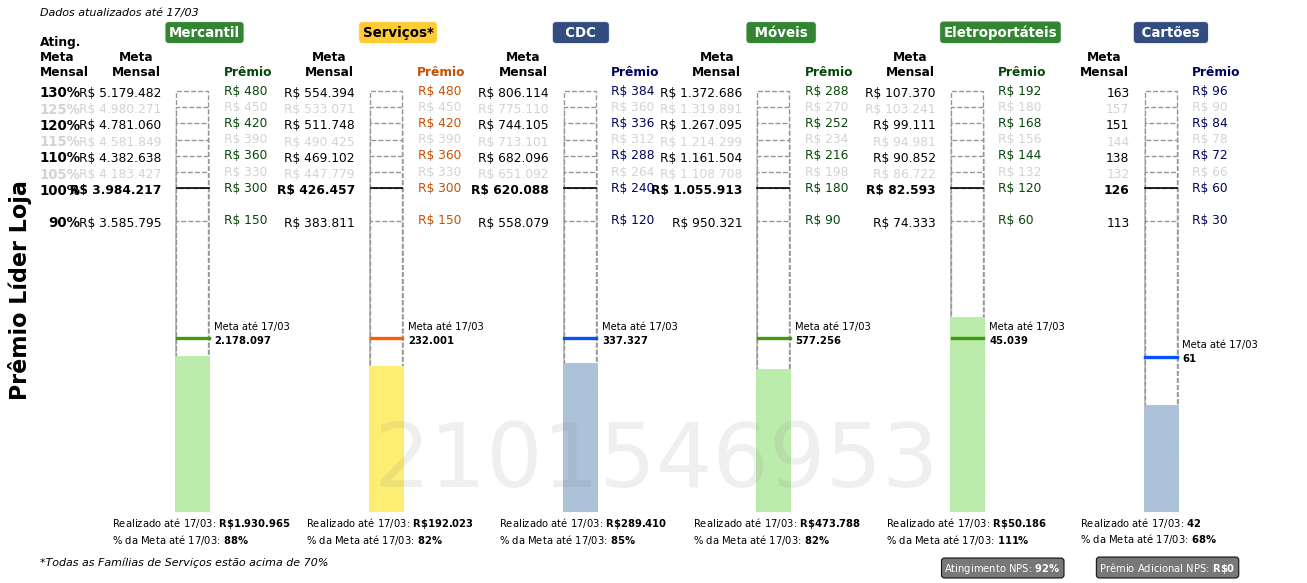 Dados atualizados até 17/03
Mercantil Serviços* CDC Móveis Eletroportáteis Cartões
Ating. Meta Mensal
Meta Mensal Prêmio Meta Mensal Prêmio Meta Mensal Prêmio Meta Mensal Prêmio Meta Mensal Prêmio Meta Mensal Prêmio
130% R$ 5.179.482 R$ 480 R$ 554.394 R$ 480 R$ 806.114 R$ 384 R$ 1.372.686 R$ 288 R$ 107.370 R$ 192 163 R$ 96
125% R$ 4.980.271 R$ 450 R$ 533.071 R$ 450 R$ 775.110 R$ 360 R$ 1.319.891 R$ 270 R$ 103.241 R$ 180 157 R$ 90
120% R$ 4.781.060 R$ 420 R$ 511.748 R$ 420 R$ 744.105 R$ 336 R$ 1.267.095 R$ 252 R$ 99.111 R$ 168 151 R$ 84
115% R$ 4.581.849 R$ 390 R$ 490.425 R$ 390 R$ 713.101 R$ 312 R$ 1.214.299 R$ 234 R$ 94.981 R$ 156 144 R$ 78
110% R$ 4.382.638 R$ 360 R$ 469.102 R$ 360 R$ 682.096 R$ 288 R$ 1.161.504 R$ 216 R$ 90.852 R$ 144 138 R$ 72
105% R$ 4.183.427 R$ 330 R$ 447.779 R$ 330 R$ 651.092 R$ 264 R$ 1.108.708 R$ 198 R$ 86.722 R$ 132 132 R$ 66
100% R$ 3.984.217 R$ 300 R$ 426.457 R$ 300 R$ 620.088 R$ 240 R$ 1.055.913 R$ 180 R$ 82.593 R$ 120 126 R$ 60
90% R$ 3.585.795 R$ 150 R$ 383.811 R$ 150 R$ 558.079 R$ 120 R$ 950.321 R$ 90 R$ 74.333 R$ 60 113 R$ 30
Prêmio Líder Loja
Meta até 17/03 Meta até 17/03 Meta até 17/03 Meta até 17/03 Meta até 17/03 Meta até 17/03
2.178.097 232.001 337.327 577.256 45.039 61
2101546953
Realizado até 17/03: R$1.930.965 Realizado até 17/03: R$192.023 Realizado até 17/03: R$289.410 Realizado até 17/03: R$473.788 Realizado até 17/03: R$50.186 Realizado até 17/03: 42
% da Meta até 17/03: 88% % da Meta até 17/03: 82% % da Meta até 17/03: 85% % da Meta até 17/03: 82% % da Meta até 17/03: 111% % da Meta até 17/03: 68%
*Todas as Famílias de Serviços estão acima de 70%
Atingimento NPS: 92% Prêmio Adicional NPS: R$0